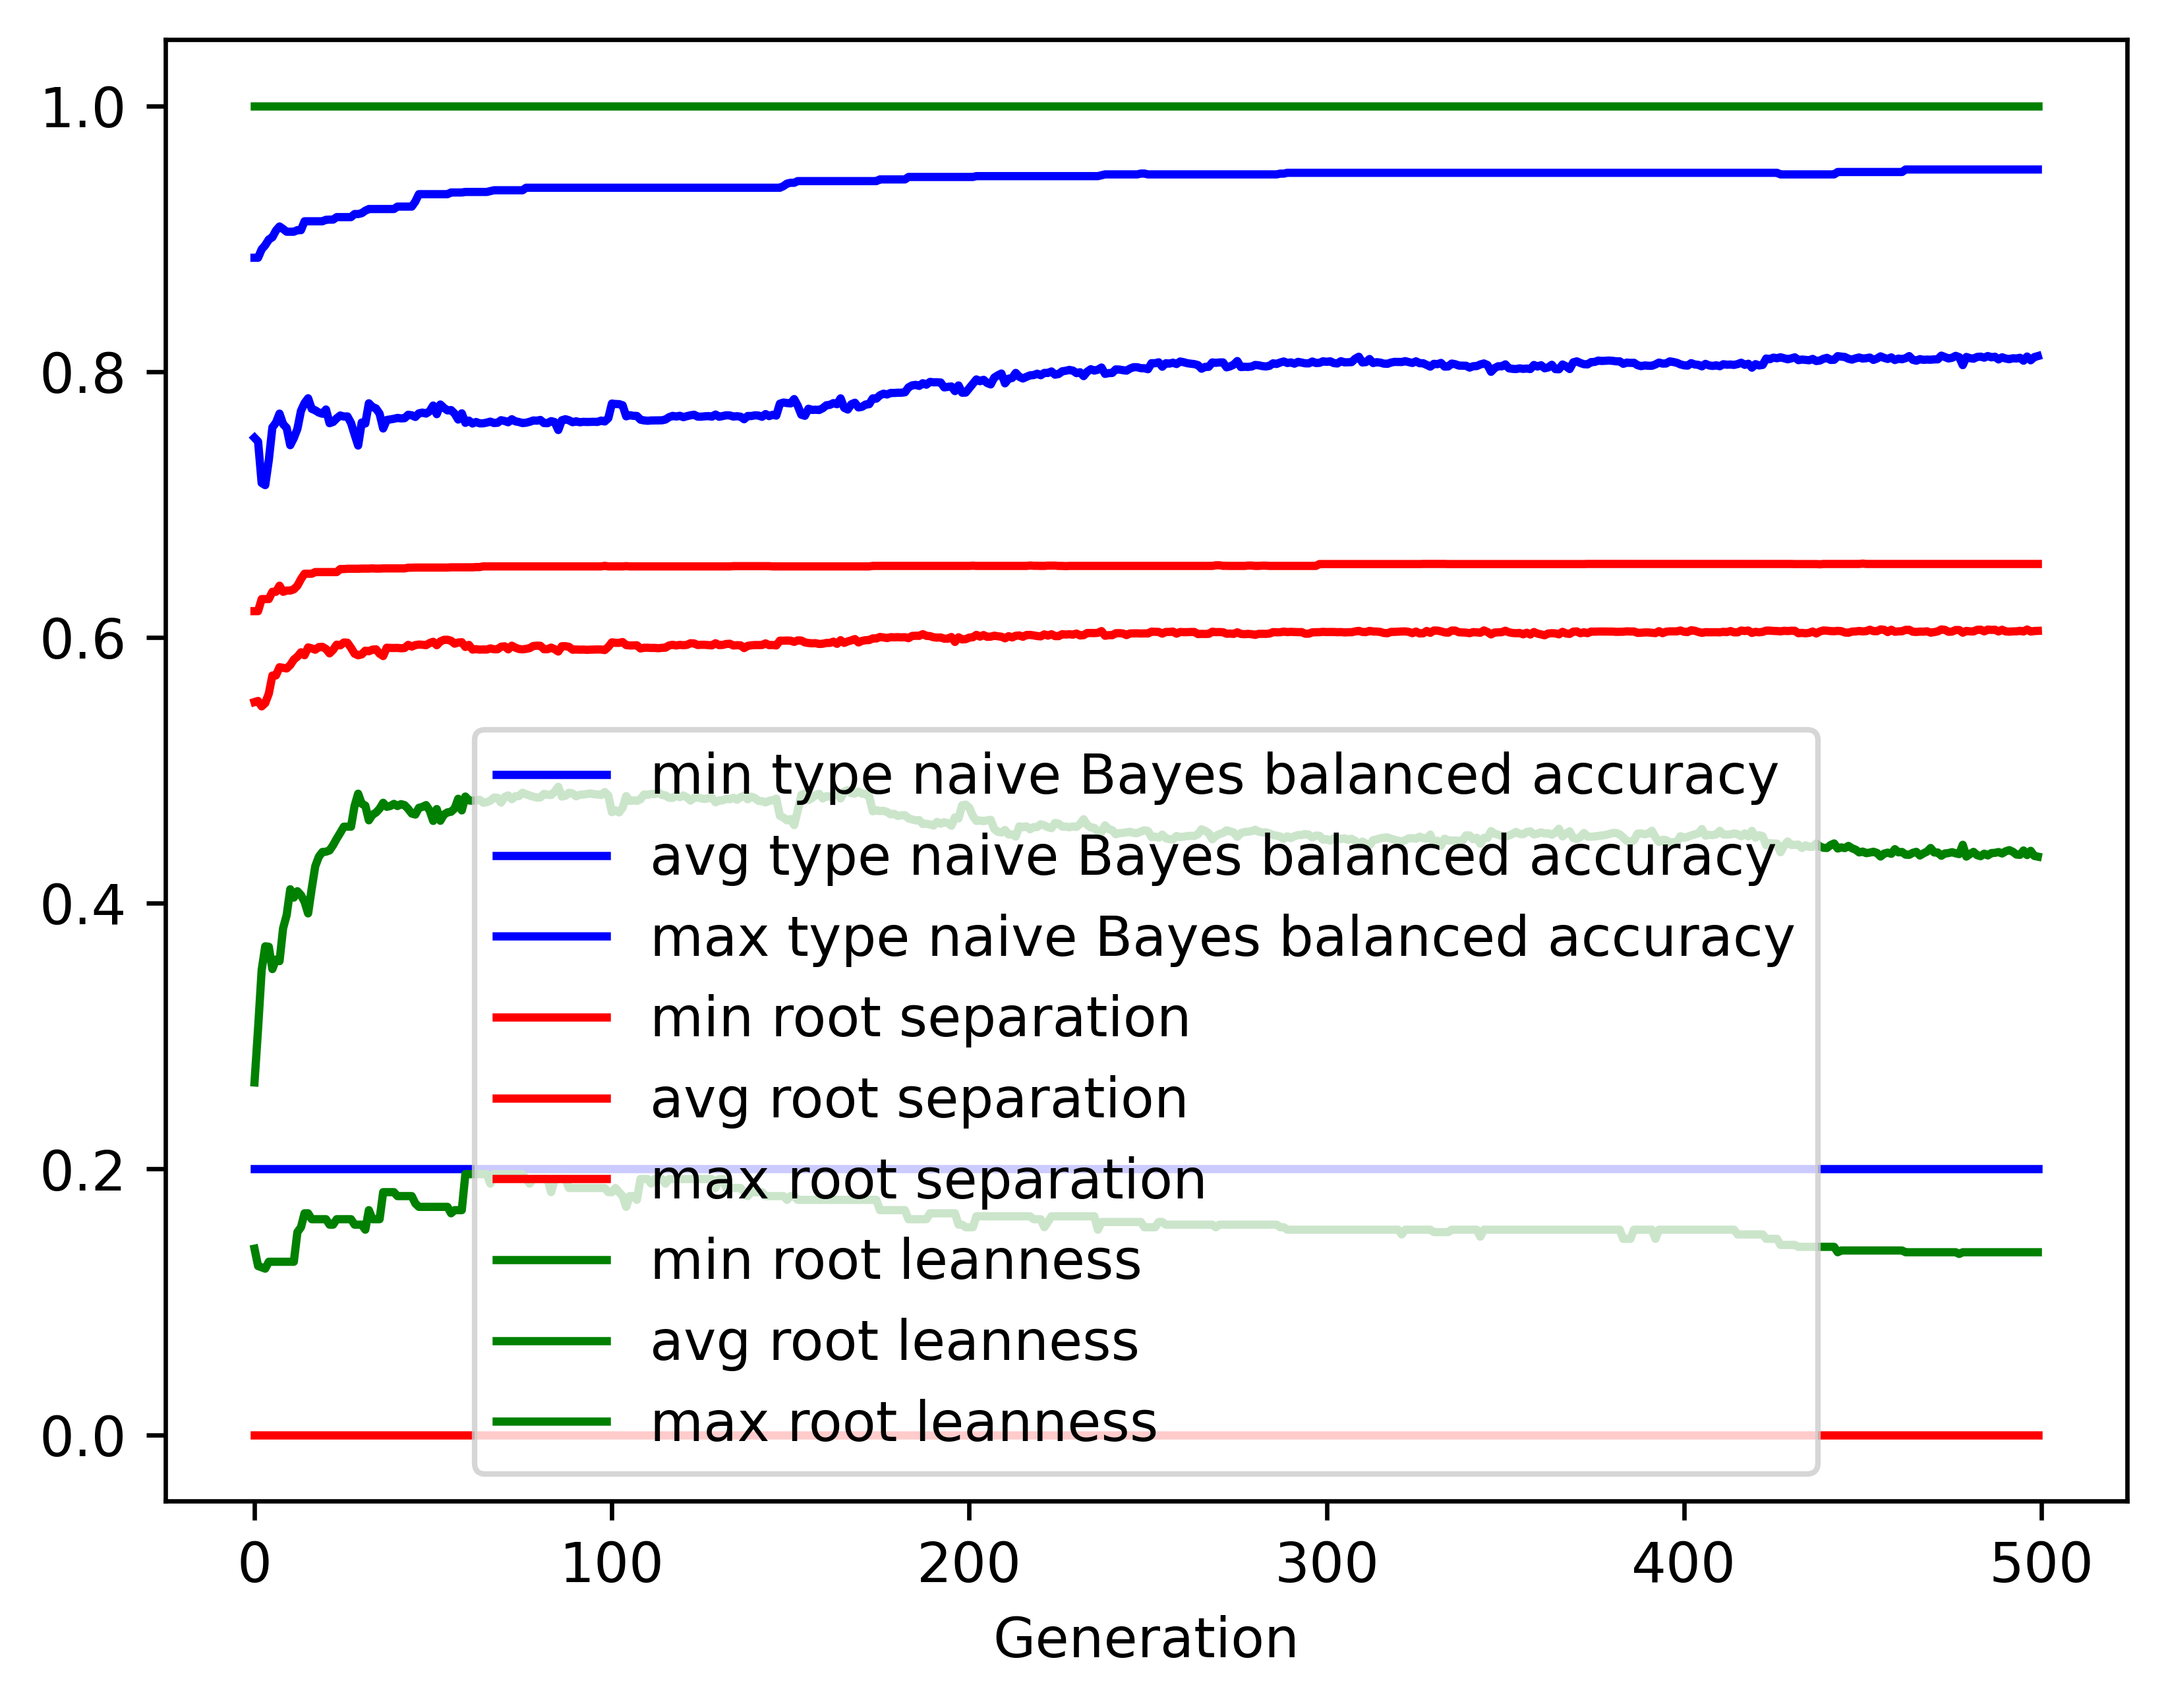 1.0
0.8
0.6
0.4
0.2
0.0
min type naive Bayes balanced accuracy
avg type naive Bayes balanced accuracy
max type naive Bayes balanced accuracy
min root separation
avg root separation
max root separation
min root leanness
avg root leanness
max root leanness
0 100 200 300 400 500
Generation